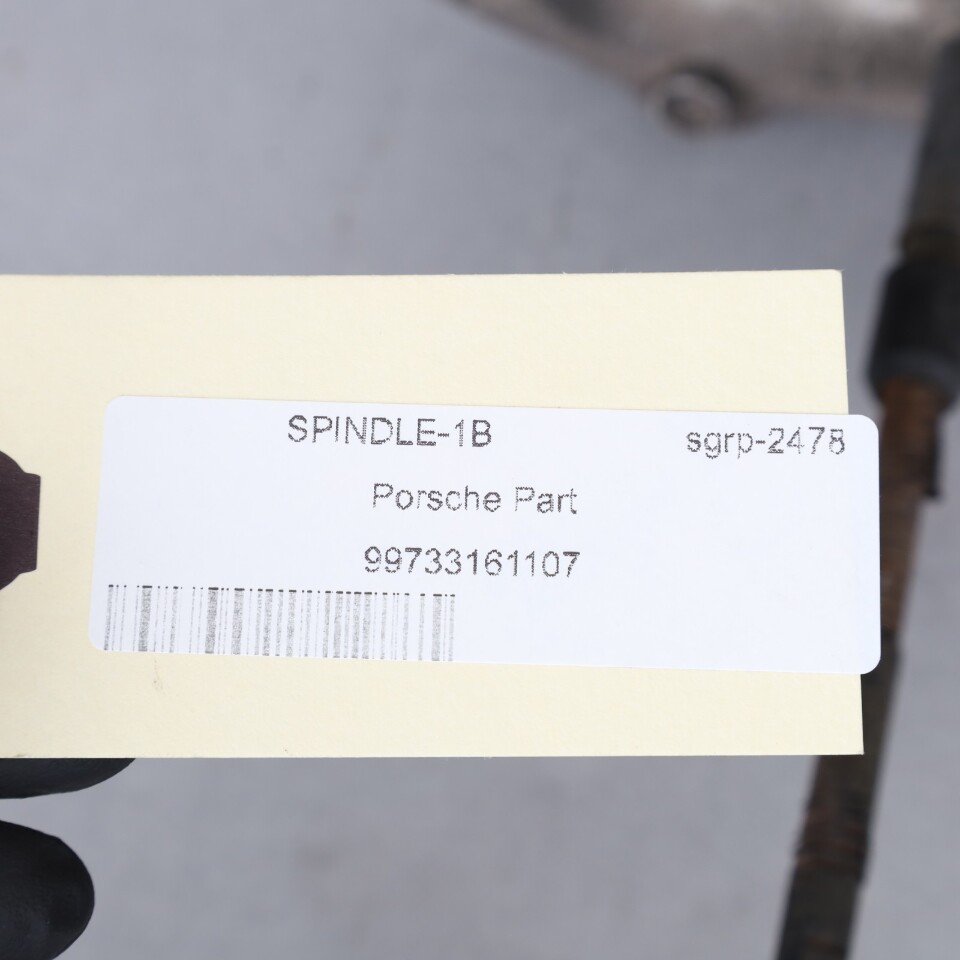 SPINDLE-1B
sgrp-2478
Porsche Part
99733161107